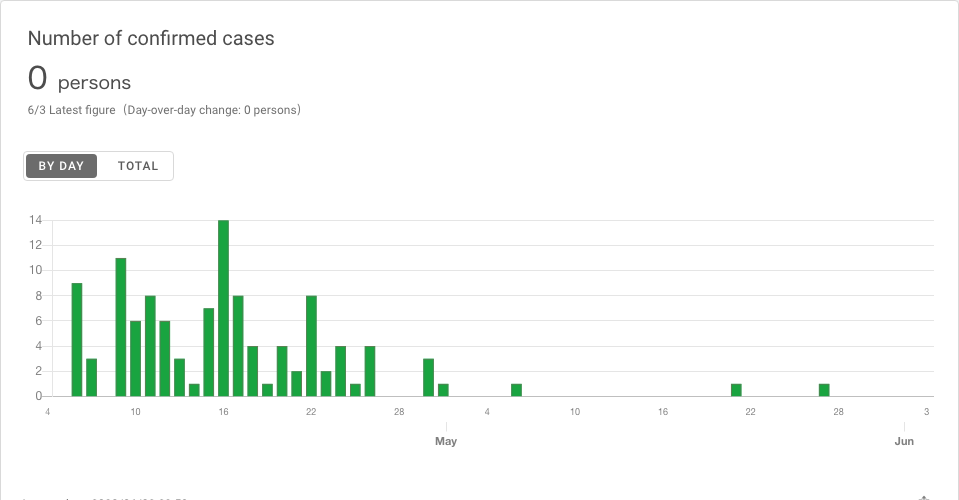 Number of confirmed cases
0 persons
6/3 Latest figure (Day-over-day change: 0 persons)
BY DAY TOTAL
14
12
10
8
6
4
2
0
4 10 16 22 28 4 10 16 22 28 3
May Jun